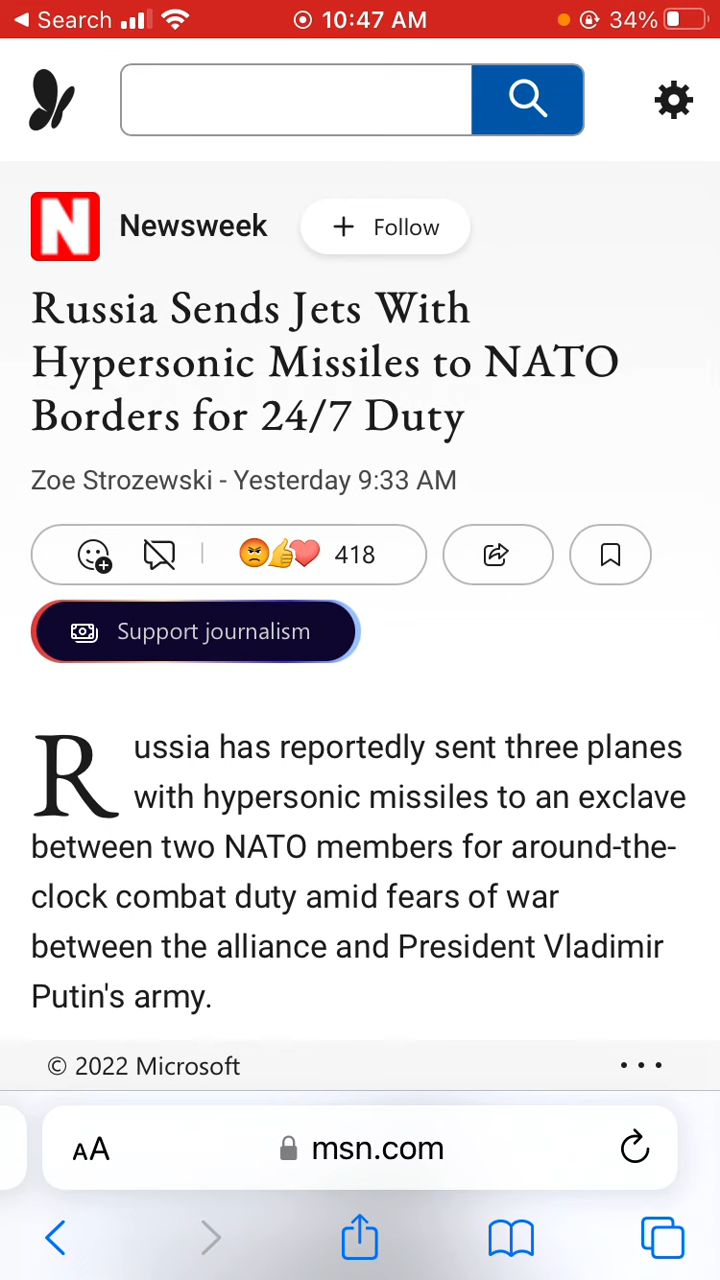 Search 10:47 AM 34%
N Newsweek + Follow
Russia Sends Jets With
Hypersonic Missiles to NATO
Borders for 24/7 Duty
Zoe Strozewski - Yesterday 9:33 AM
418
Support journalism
Russia has reportedly sent three planes
with hypersonic missiles to an exclave
between two NATO members for around-the-
clock combat duty amid fears of war
between the alliance and President Vladimir
Putin's army.
© 2022 Microsoft
AA msn.com